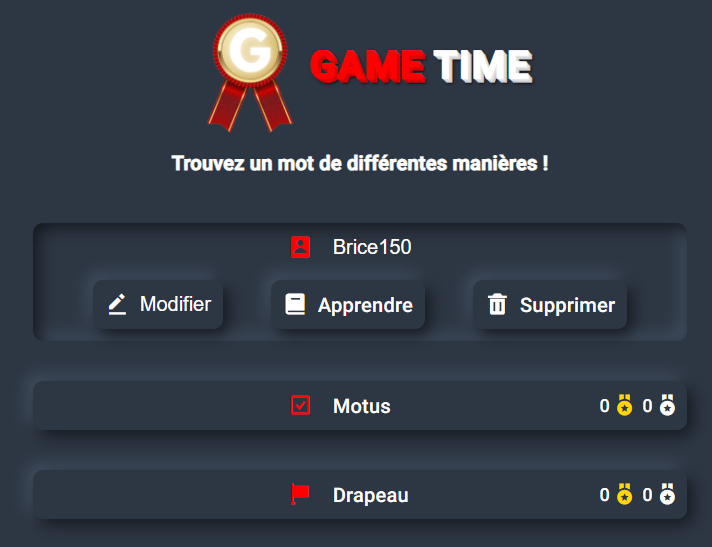 G
GAME TIME
Trouvez un mot de différentes manières !
Brice150
Modifier Apprendre Supprimer
Motus 0 0
Drapeau 0 0